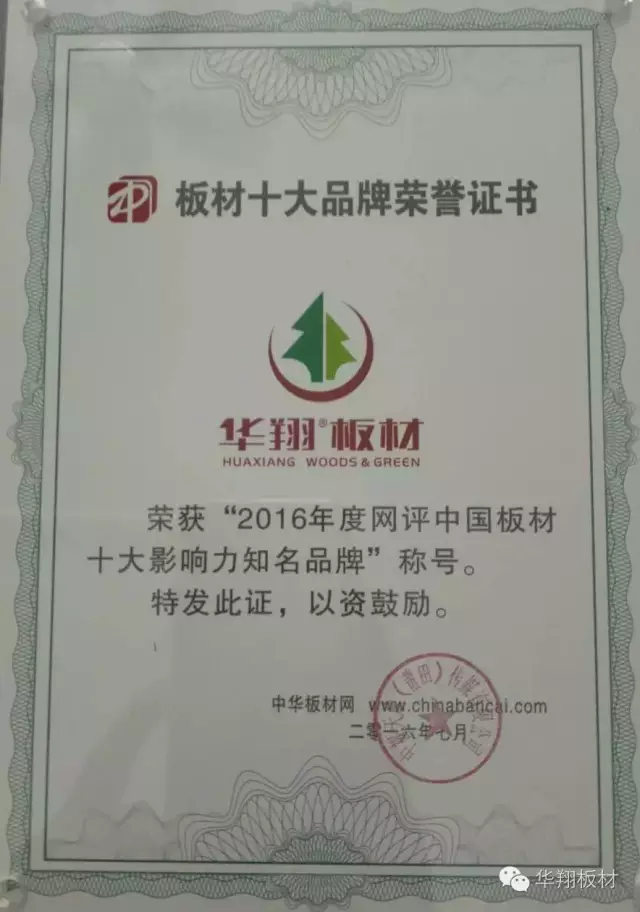 板材十大品牌荣誉证书
华翔®板材
HUAXIANG WOODS & GREEN
荣获“2016年度网评中国板材
十大影响力知名品牌”称号。
特发此证，以资鼓励。
中华板材网 www.chinabancai.com
二零一六年七月
华翔板材